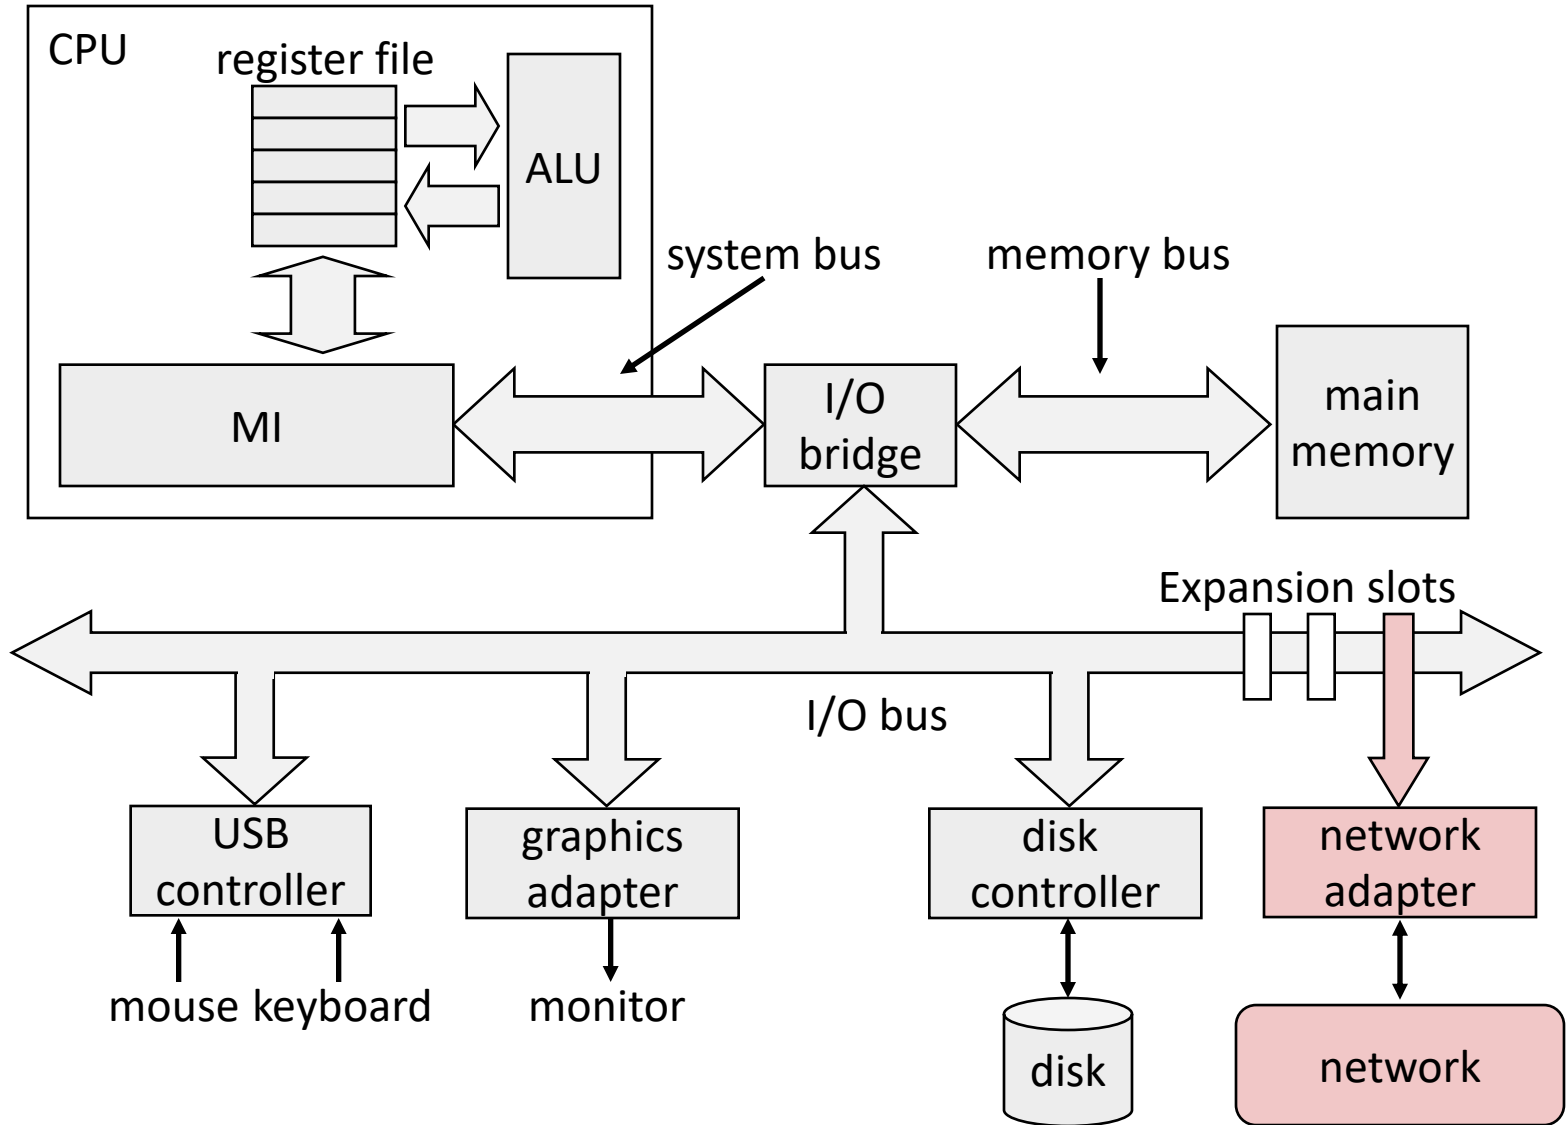 CPU
register file
ALU
system bus
memory bus
MI
I/O
bridge
main
memory
Expansion slots
I/O bus
USB
controller
graphics
adapter
disk
controller
network
adapter
mouse keyboard
monitor
disk
network